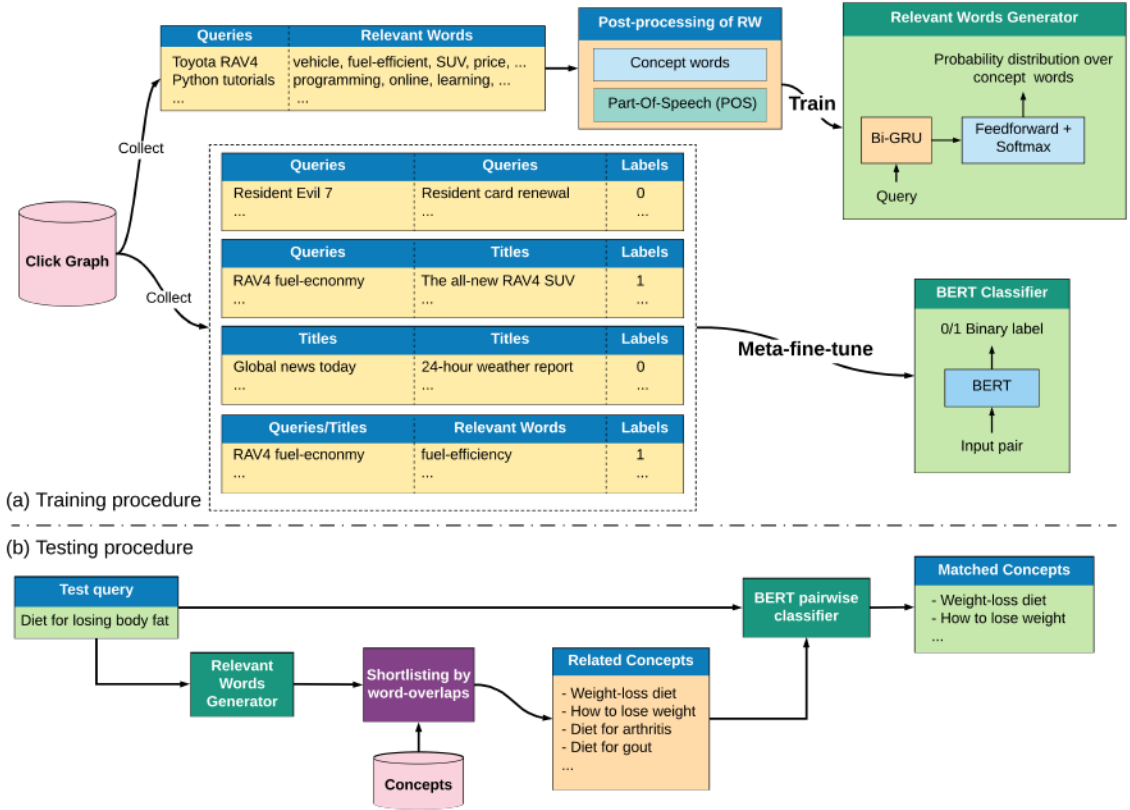 Queries Relevant Words
Toyota RAV4 vehicle, fuel-efficient, SUV, price, ...
Python tutorials programming, online, learning, ...
... ...
Post-processing of RW
Concept words
Part-Of-Speech (POS)
Train
Relevant Words Generator
Probability distribution over
concept words
Bi-GRU
Feedforward +
Softmax
Query
Collect
Click Graph
Collect
Queries Queries Labels
Resident Evil 7 Resident card renewal 0
... ... ...
Queries Titles Labels
RAV4 fuel-ecnonmy The all-new RAV4 SUV 1
... ... ...
Titles Titles Labels
Global news today 24-hour weather report 0
... ... ...
Queries/Titles Relevant Words Labels
RAV4 fuel-ecnonmy fuel-efficiency 1
... ...
Meta-fine-tune
BERT Classifier
0/1 Binary label
BERT
Input pair
(a) Training procedure
(b) Testing procedure
Test query
Diet for losing body fat
Relevant
Words
Generator
Shortlisting by
word-overlaps
Concepts
Related Concepts
- Weight-loss diet
- How to lose weight
- Diet for arthritis
- Diet for gout
...
BERT pairwise
classifier
Matched Concepts
- Weight-loss diet
- How to lose weight
...